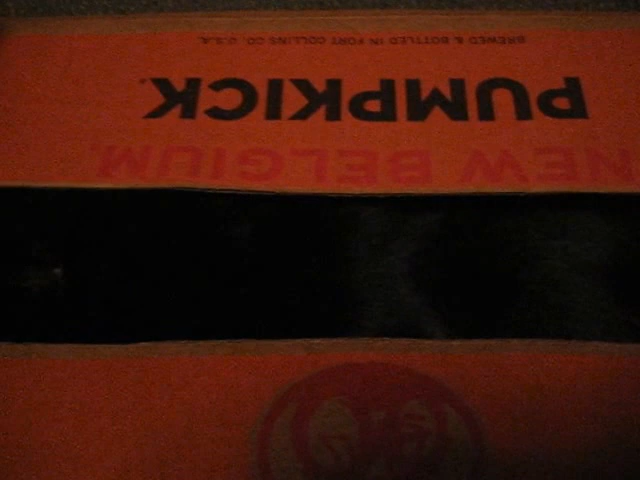 NEW BELGIUM.
PUMPKICK
BREWED & BOTTLED IN FORT COLLINS CO. U.S.A.